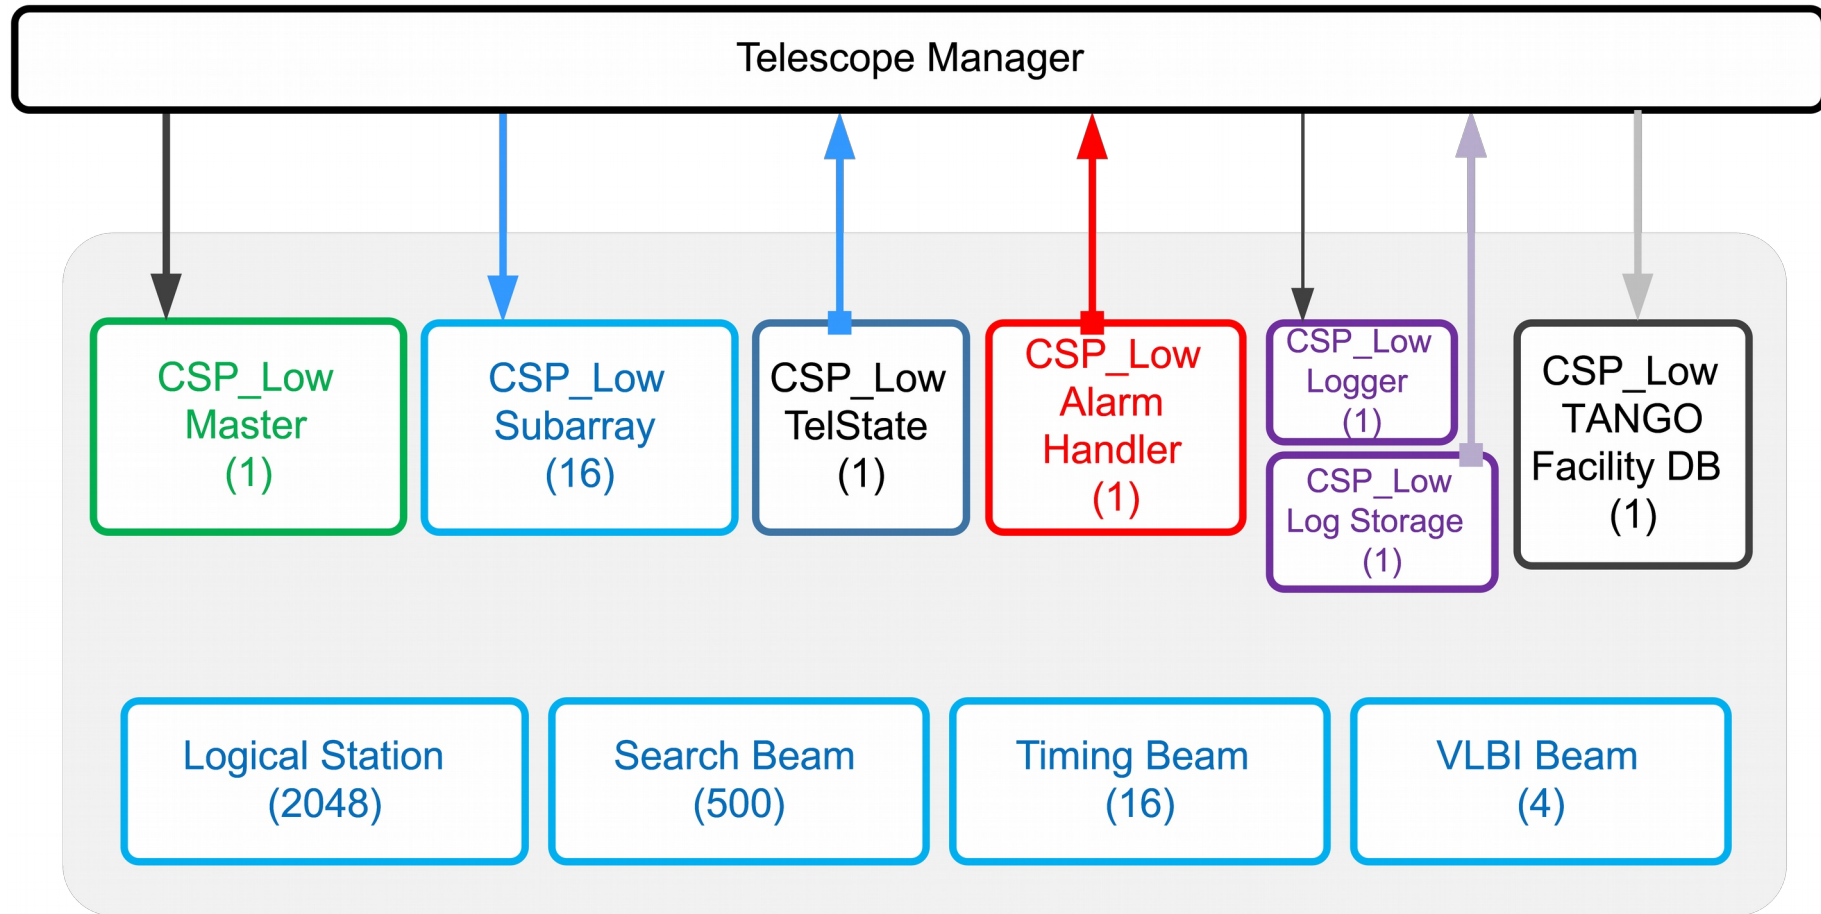 Telescope Manager
CSP_Low
Master
(1)
CSP_Low
Subarray
(16)
CSP_Low
TelState
(1)
CSP_Low
Alarm
Handler
(1)
CSP_Low
Logger
(1)
CSP_Low
Log Storage
(1)
CSP_Low
TANGO
Facility DB
(1)
Logical Station
(2048)
Search Beam
(500)
Timing Beam
(16)
VLBI Beam
(4)